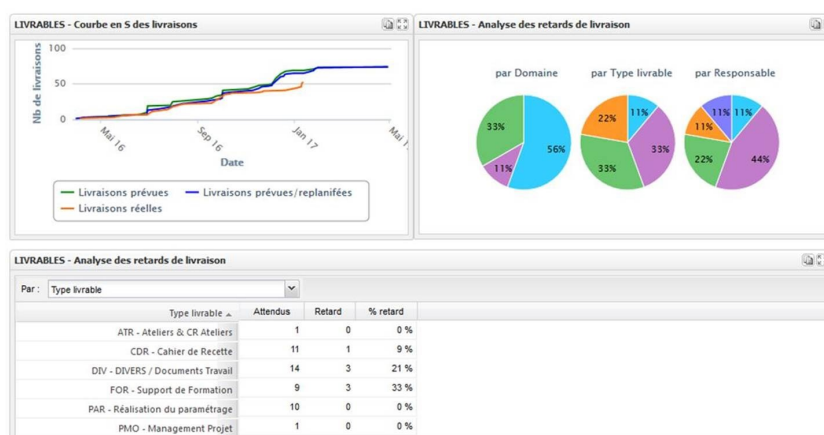 LIVRABLES - Courbe en S des livraisons
100
50
0
Nb de livraisons
Mai 16
Sep 16
Jan 17
Mai 1
Date
Livraisons prévues
Livraisons prévues/replanifées
Livraisons réelles
LIVRABLES - Analyse des retards de livraison
par Domaine
par Type livrable
par Responsable
33%
56%
11%
22%
11%
33%
33%
11%
11%
11%
22%
44%
LIVRABLES - Analyse des retards de livraison
Par : Type livrable
Type livrable Attendus Retard % retard
ATR - Ateliers & CR Ateliers 1 0 0 %
CDR - Cahier de Recette 11 1 9 %
DIV - DIVERS / Documents Travail 14 3 21 %
FOR - Support de Formation 9 3 33 %
PAR - Réalisation du paramétrage 10 0 0 %
PMO - Management Projet 1 0 0 %